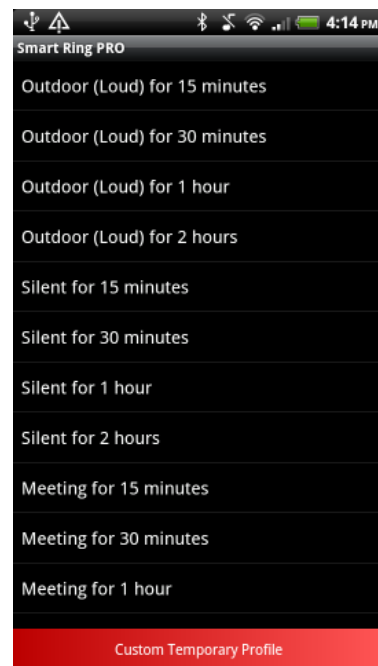 4:14 PM
Smart Ring PRO
Outdoor (Loud) for 15 minutes
Outdoor (Loud) for 30 minutes
Outdoor (Loud) for 1 hour
Outdoor (Loud) for 2 hours
Silent for 15 minutes
Silent for 30 minutes
Silent for 1 hour
Silent for 2 hours
Meeting for 15 minutes
Meeting for 30 minutes
Meeting for 1 hour
Custom Temporary Profile